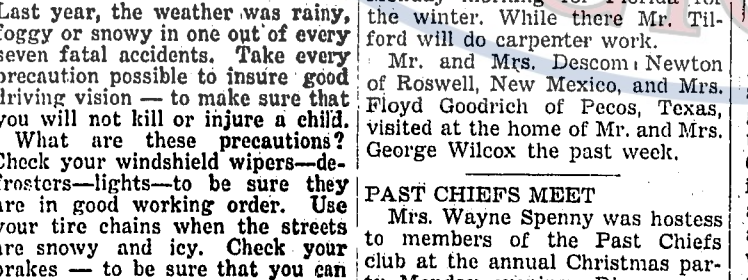 Last year, the weather was rainy,
foggy or snowy in one out of every
seven fatal accidents. Take every
precaution possible to insure good
driving vision — to make sure that
you will not kill or injure a child.
What are these precautions?
Check your windshield wipers—de-
frosters—lights—to be sure they
are in good working order. Use
your tire chains when the streets
are snowy and icy. Check your
brakes — to be sure that you can
the winter. While there Mr. Til-
ford will do carpenter work.
Mr. and Mrs. Descom Newton
of Roswell, New Mexico, and Mrs.
Floyd Goodrich of Pecos, Texas,
visited at the home of Mr. and Mrs.
George Wilcox the past week.
PAST CHIEFS MEET
Mrs. Wayne Spenny was hostess
to members of the Past Chiefs
club at the annual Christmas par-